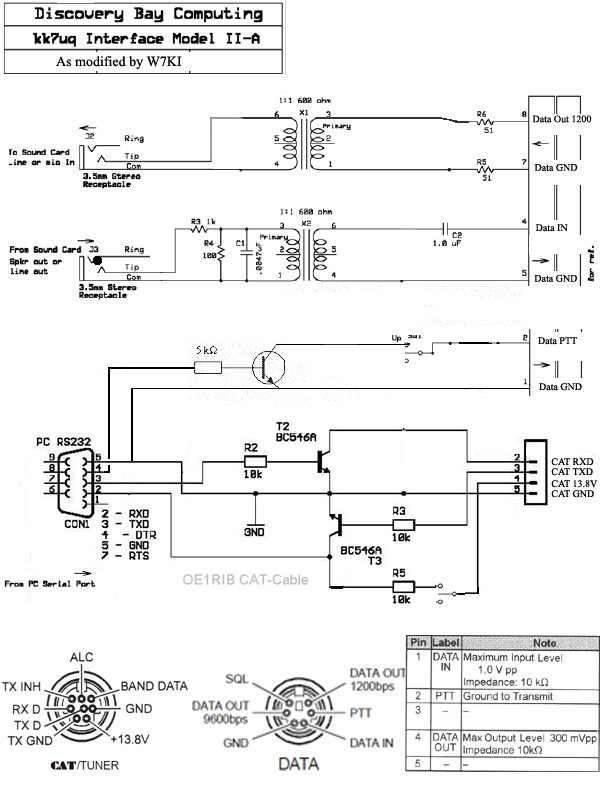 Discovery Bay Computing
kk7uq Interface Model II-A
As modified by W7KI
1:1 600 ohm
6 X1 3
Primary
5 2
4 1
R6
51
8 Data Out 1200
J2
Ring
Tip
Com
To Sound Card
Line or mic In
3.5mm Stereo
Receptacle
R5
51
7
Data GND
1:1 600 ohm
3 X2 6
Primary
2 5
1 4
R3 1k
R4
100
C1
.0047uF
C2
1.0 uF
4
Data IN
From Sound Card
J3
Ring
Spkr out or
line out
Tip
Com
3.5mm Stereo
Receptacle
5
Data GND
for ref.
5 kΩ
Up
SW1
2
Data PTT
1
Data GND
PC RS232
9
8
7
6
5
4
3
2
1
CON1
T2
BC546A
R2
10k
2 CAT RXD
3 CAT TXD
4 CAT 13.8V
5 CAT GND
GND
R3
10k
BC546A
T3
2 - RXD
3 - TXD
4 - DTR
5 - GND
7 - RTS
R5
10k
OE1RIB CAT-Cable
From PC Serial Port
ALC
TX INH
BAND DATA
RX D
GND
TX D
TX GND
+13.8V
CAT/TUNER
SQL
DATA OUT
1200bps
DATA OUT
9600bps
PTT
GND
DATA IN
DATA
Pin Label Note
1 DATA IN Maximum Input Level
1.0 V pp
Impedance: 10 kΩ
2 PTT Ground to Transmit
3 – –
4 DATA OUT Max Output Level 300 mVpp
Impedance 10kΩ
5 – –